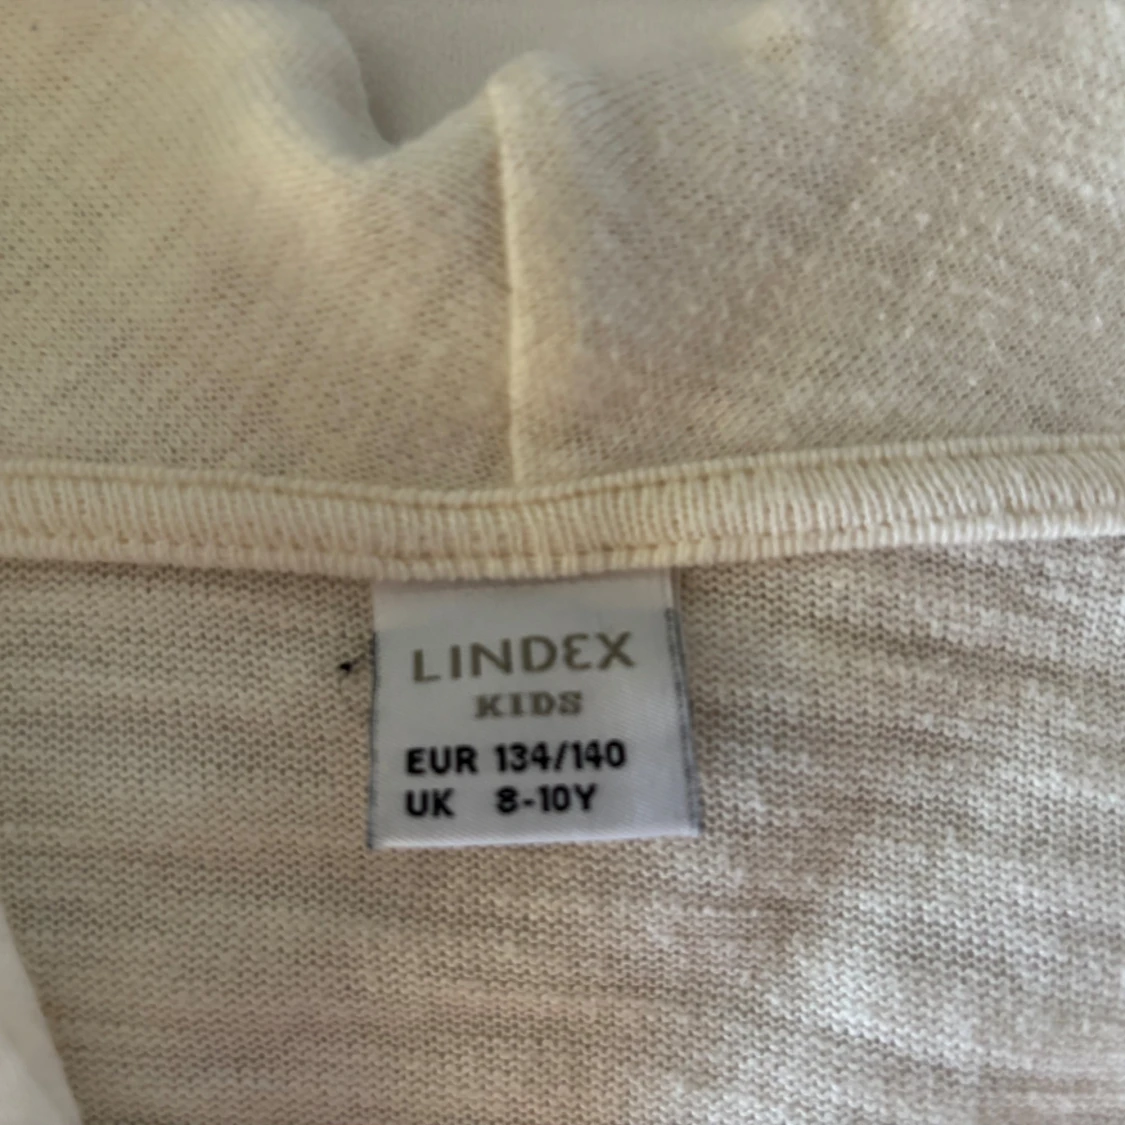 LINDEX
KIDS
EUR 134/140
UK 8-10Y